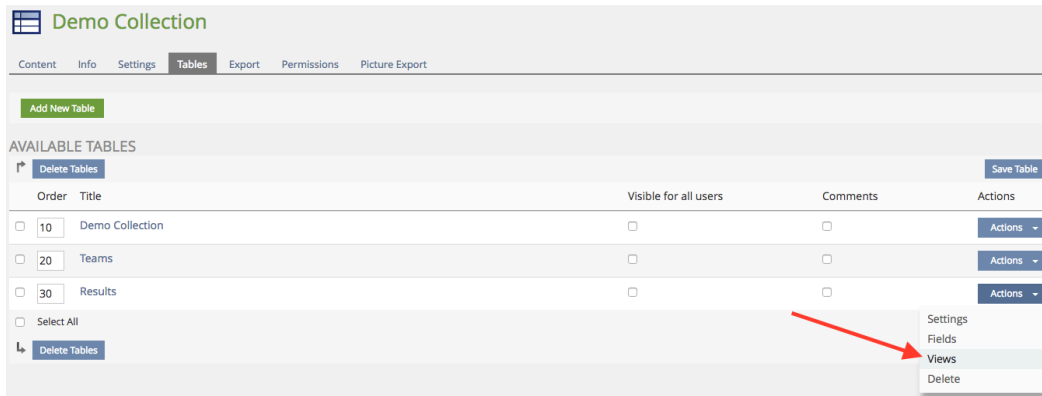 Demo Collection
Content Info Settings Tables Export Permissions Picture Export
Add New Table
AVAILABLE TABLES
Delete Tables Save Table
Order Title Visible for all users Comments Actions
10 Demo Collection Actions
20 Teams Actions
30 Results Actions
Select All
Delete Tables
Settings
Fields
Views
Delete